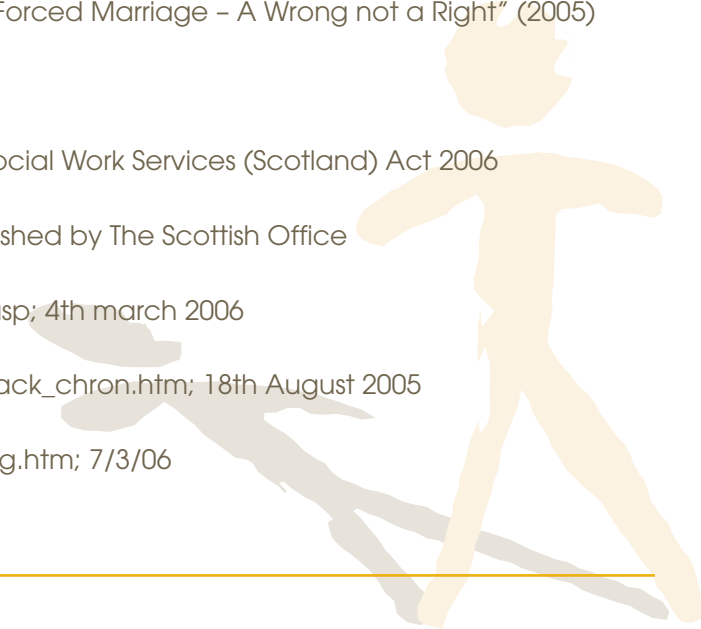 Forced Marriage – A Wrong not a Right” (2005)
ocial Work Services (Scotland) Act 2006
shed by The Scottish Office
sp; 4th march 2006
ack_chron.htm; 18th August 2005
g.htm; 7/3/06